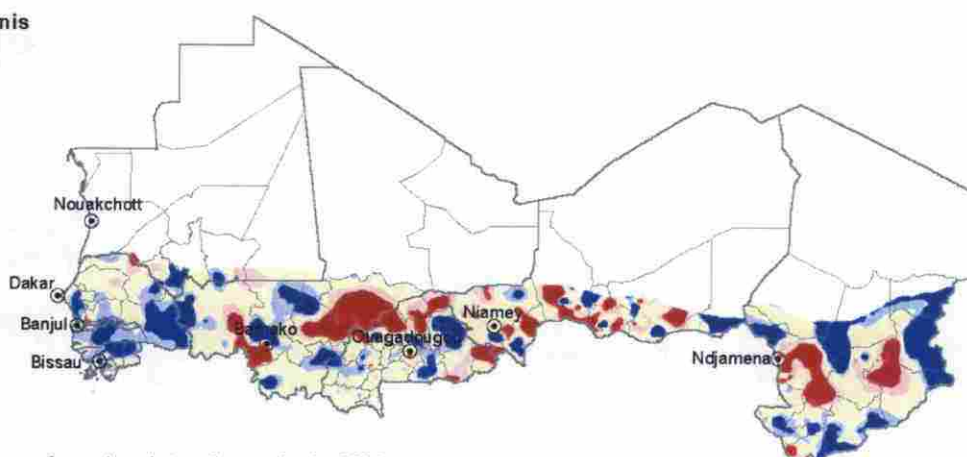 nis
Nouakchott
Dakar
Banjul
Bissau
Bamako
Ouagadougou
Niamey
Ndjamena